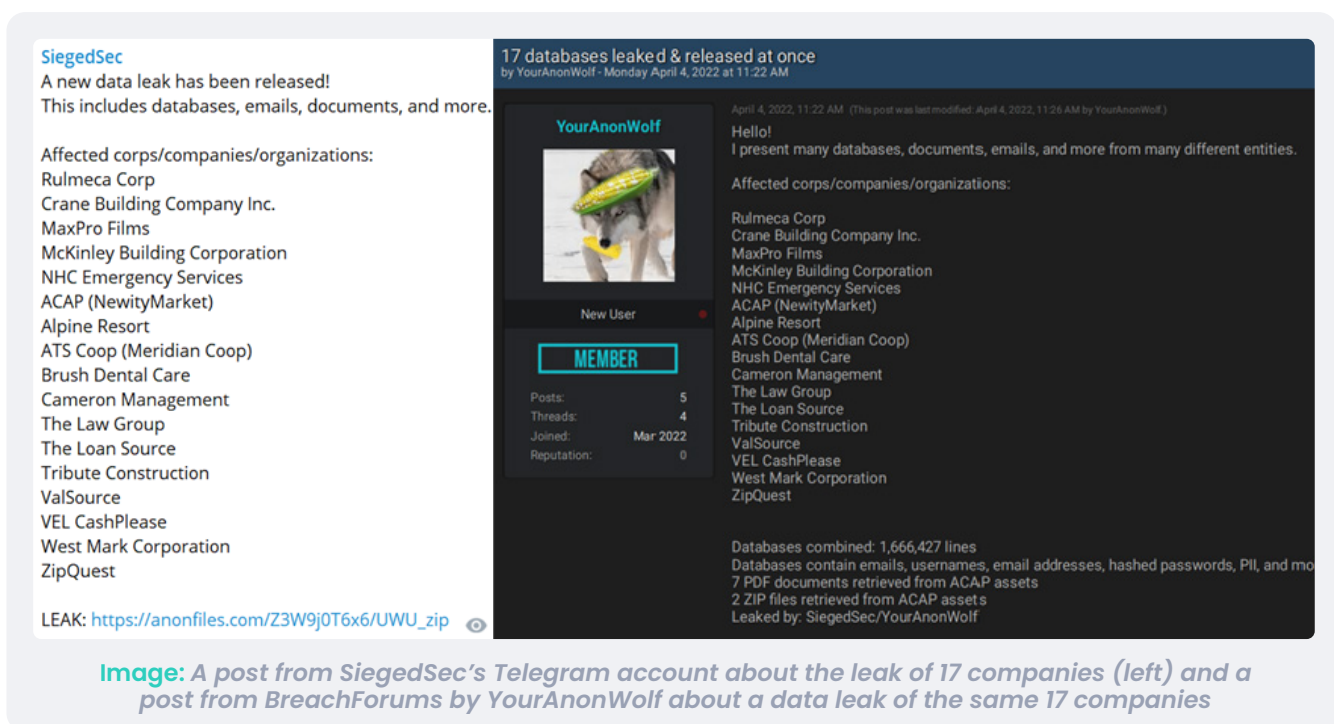 SiegedSec
A new data leak has been released!
This includes databases, emails, documents, and more.
Affected corps/companies/organizations:
Rulmeca Corp
Crane Building Company Inc.
MaxPro Films
McKinley Building Corporation
NHC Emergency Services
ACAP (NewityMarket)
Alpine Resort
ATS Coop (Meridian Coop)
Brush Dental Care
Cameron Management
The Law Group
The Loan Source
Tribute Construction
ValSource
VEL CashPlease
West Mark Corporation
ZipQuest
LEAK: https://anonfiles.com/Z3W9j0T6x6/UWU_zip
17 databases leaked & released at once
by YourAnonWolf - Monday April 4, 2022 at 11:22 AM
YourAnonWolf
New User
MEMBER
Posts: 5
Threads: 4
Joined: Mar 2022
Reputation: 0
April 4, 2022, 11:22 AM (This post was last modified: April 4, 2022, 11:26 AM by YourAnonWolf.)
Hello!
I present many databases, documents, emails, and more from many different entities.
Affected corps/companies/organizations:
Rulmeca Corp
Crane Building Company Inc.
MaxPro Films
McKinley Building Corporation
NHC Emergency Services
ACAP (NewityMarket)
Alpine Resort
ATS Coop (Meridian Coop)
Brush Dental Care
Cameron Management
The Law Group
The Loan Source
Tribute Construction
ValSource
VEL CashPlease
West Mark Corporation
ZipQuest
Databases combined: 1,666,427 lines
Databases contain emails, usernames, email addresses, hashed passwords, PII, and mo
7 PDF documents retrieved from ACAP assets
2 ZIP files retrieved from ACAP assets
Leaked by: SiegedSec/YourAnonWolf
Image: A post from SiegedSec’s Telegram account about the leak of 17 companies (left) and a
post from BreachForums by YourAnonWolf about a data leak of the same 17 companies